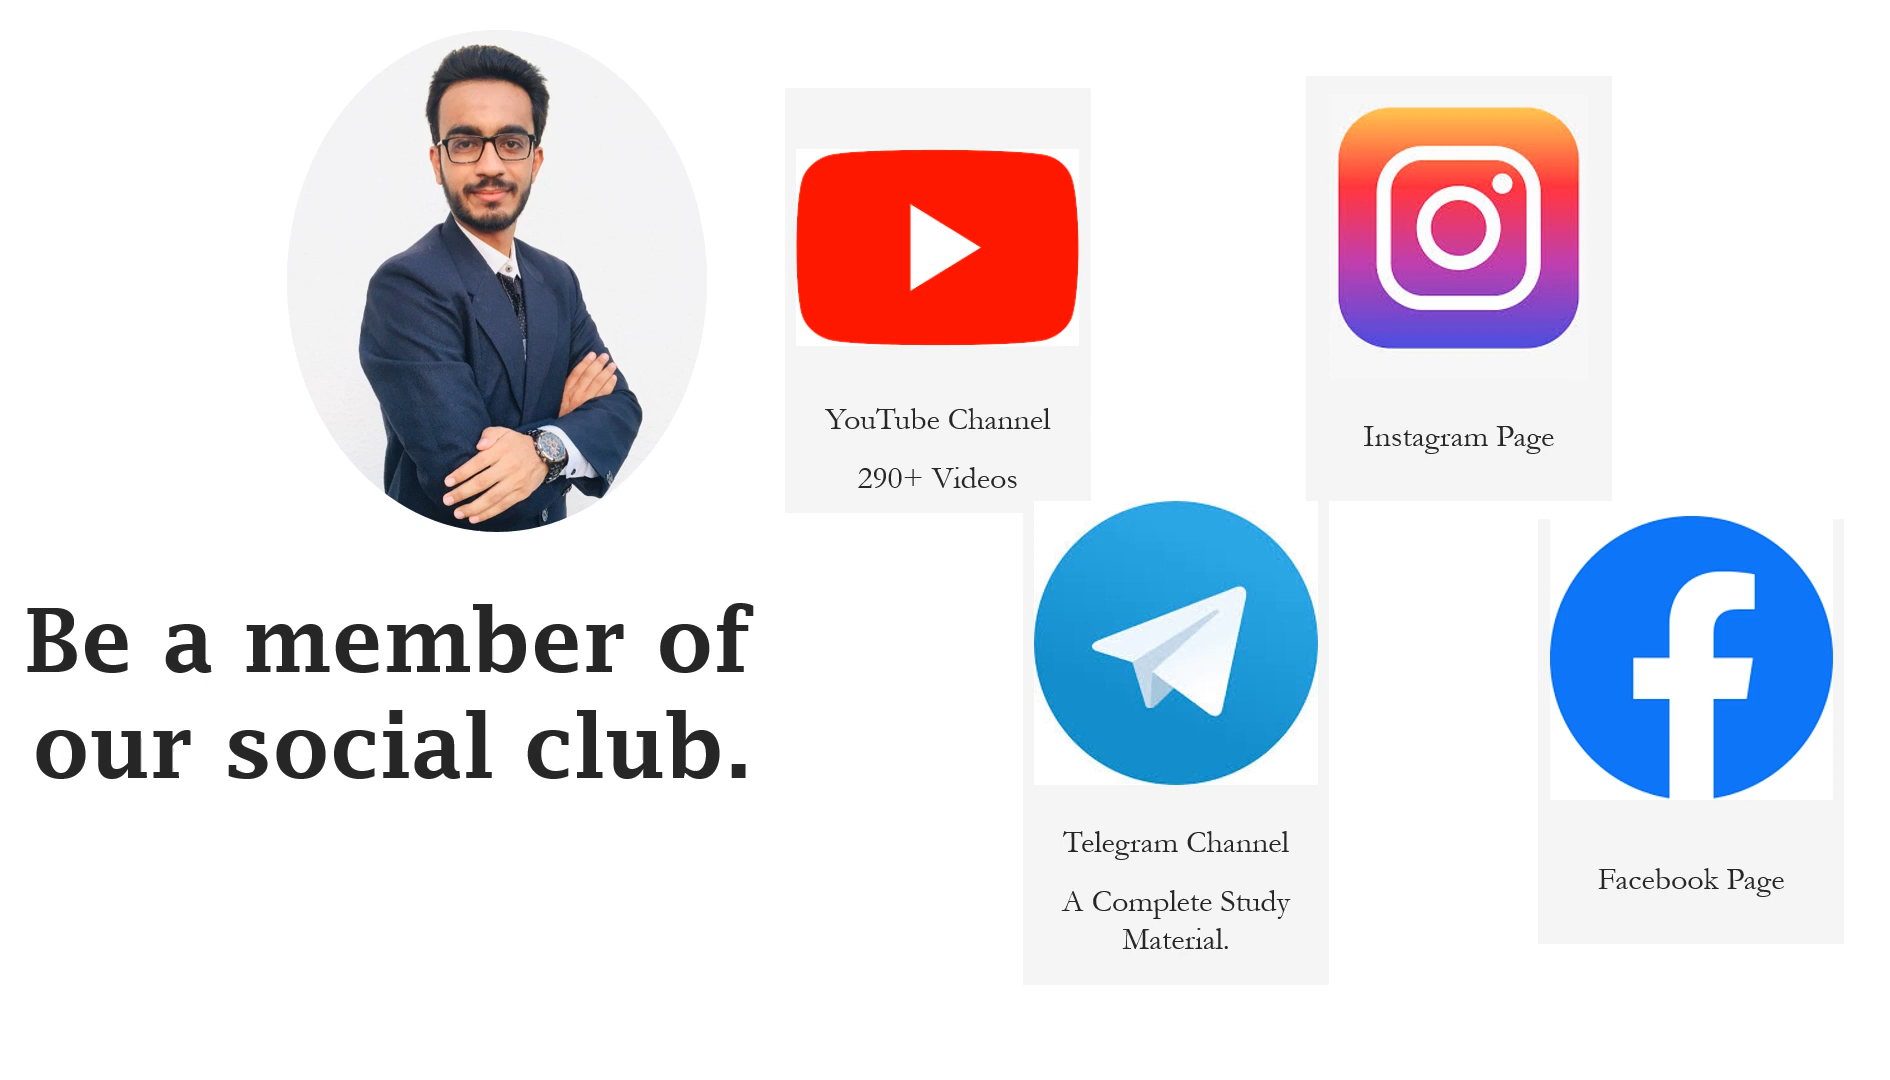 Be a member of
our social club.
YouTube Channel
290+ Videos
Instagram Page
Telegram Channel
A Complete Study
Material.
Facebook Page